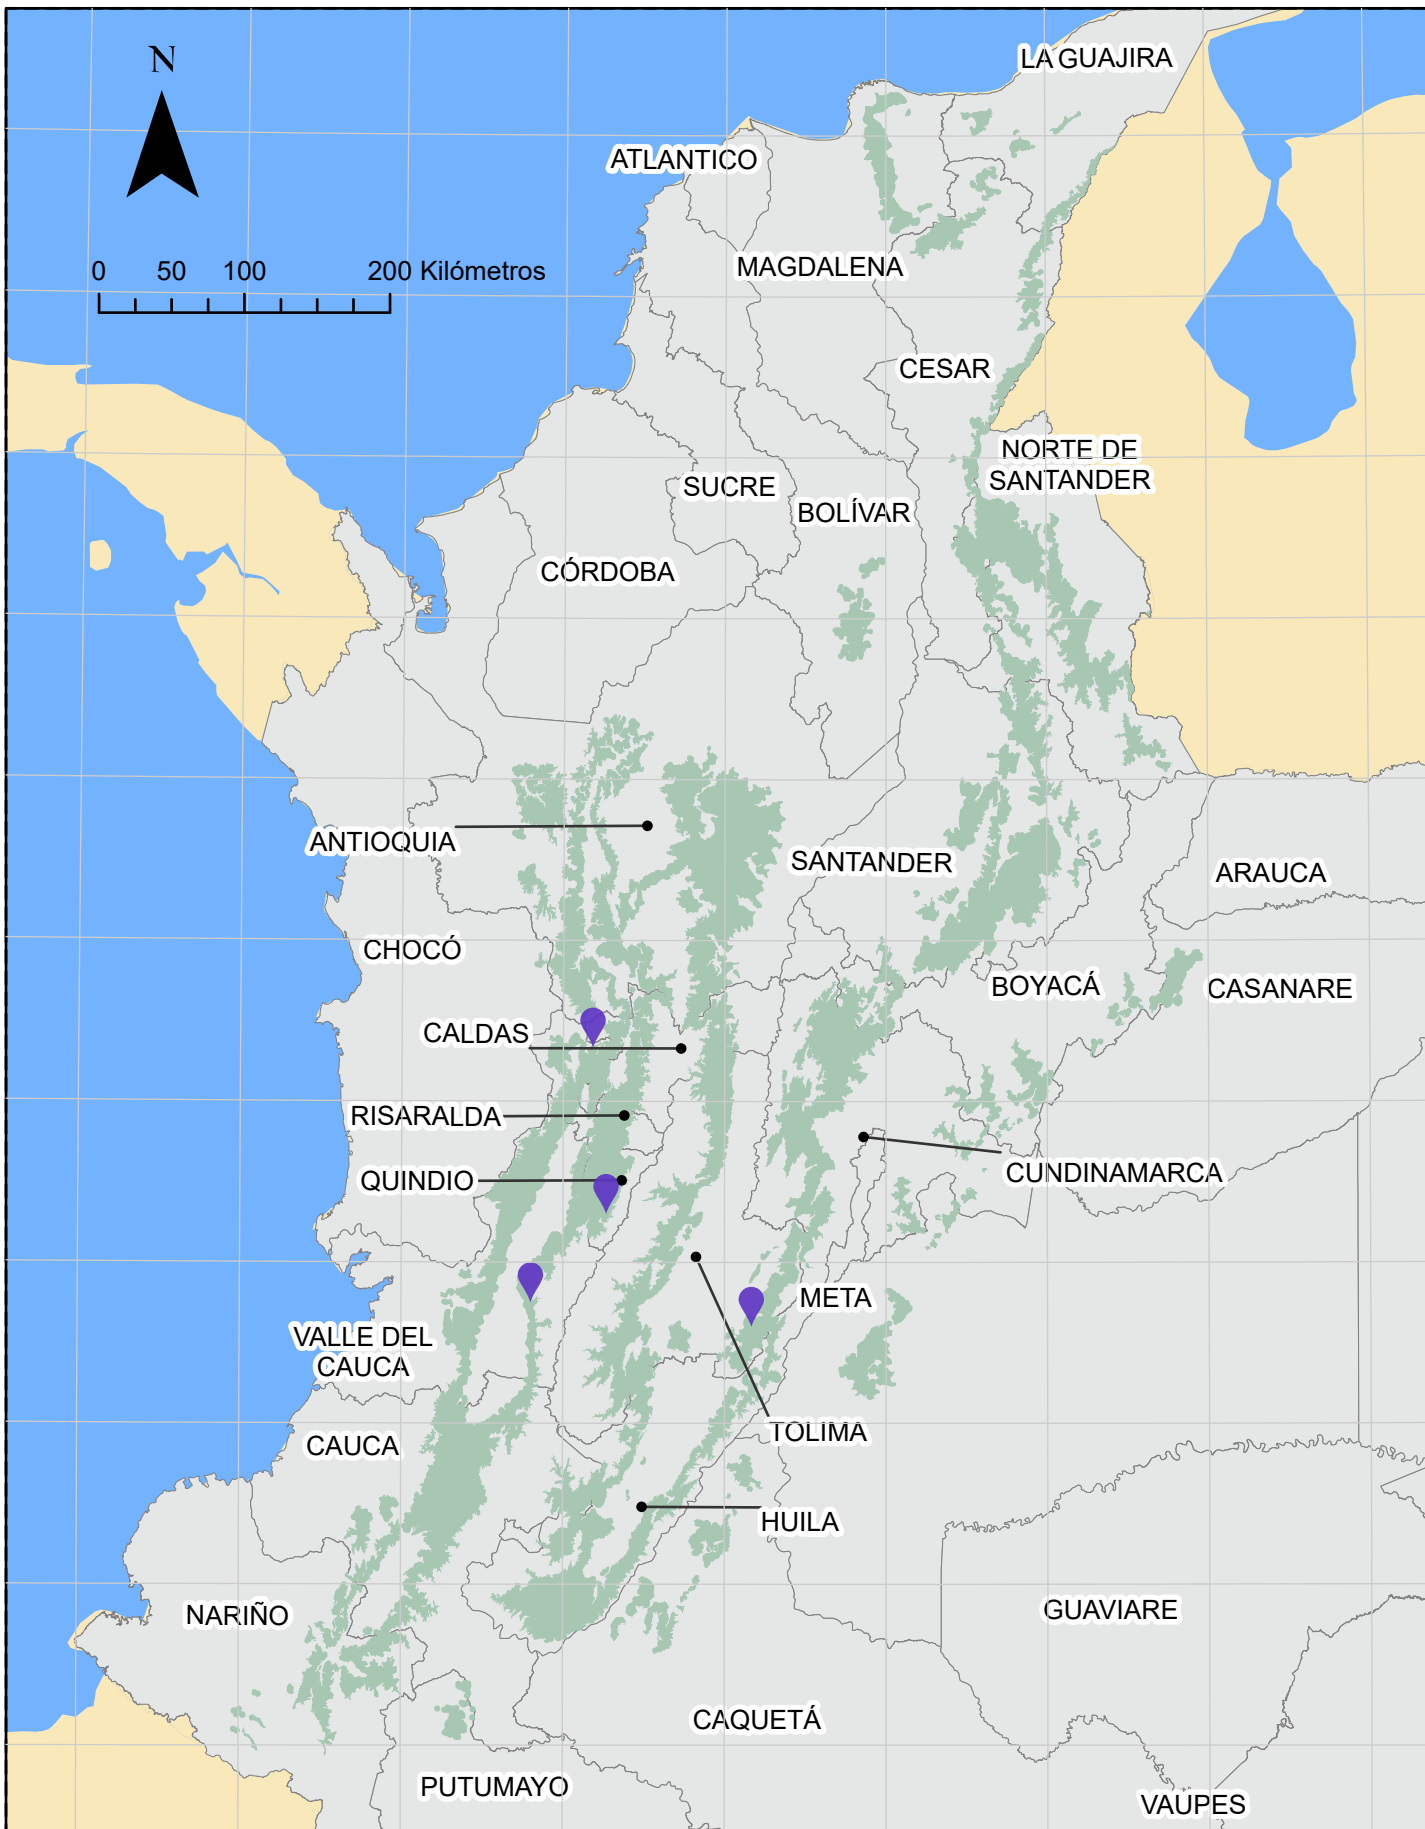 LA GUAJIRA
N
ATLANTICO
MAGDALENA
0 50 100 200 Kilómetros
CESAR
NORTE DE
SANTANDER
SUCRE
BOLÍVAR
CÓRDOBA
ANTIOQUIA
SANTANDER
ARAUCA
CHOCÓ
BOYACÁ
CASANARE
CALDAS
RISARALDA
CUNDINAMARCA
QUINDIO
META
VALLE DEL
CAUCA
TOLIMA
CAUCA
HUILA
NARIÑO
GUAVIARE
CAQUETÁ
PUTUMAYO
VAUPES